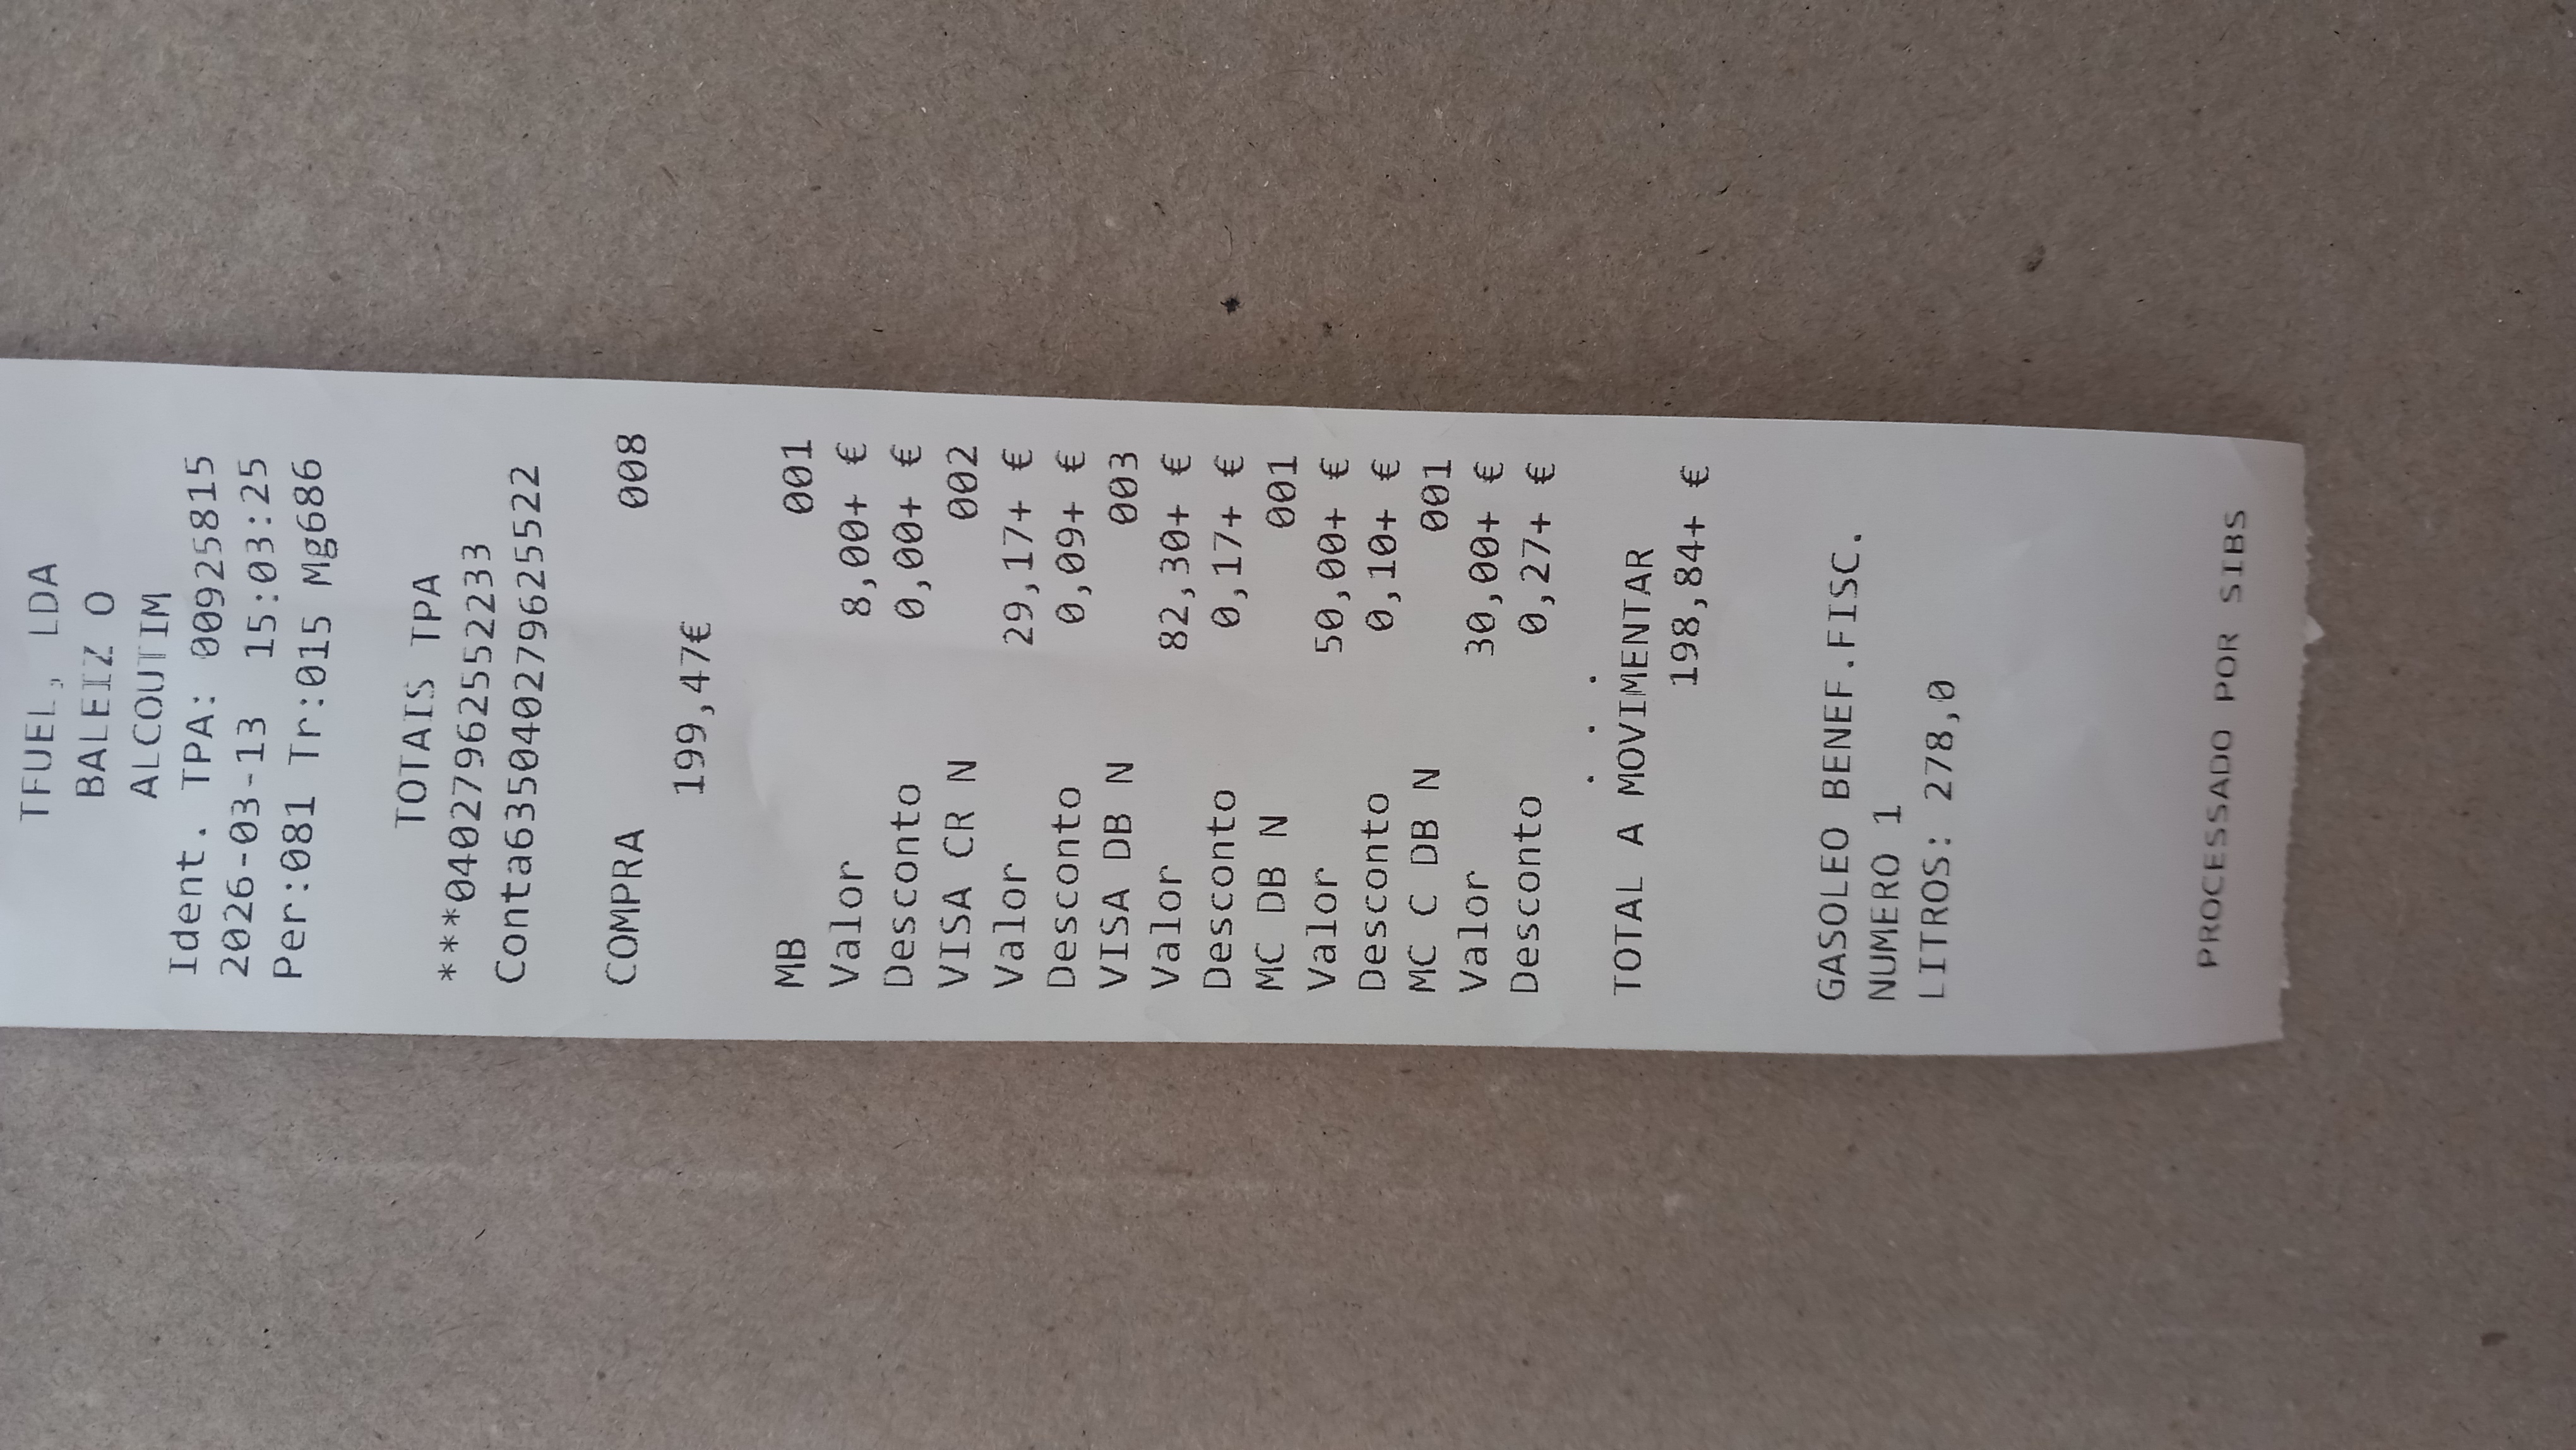 TFUEL, LDA
BALEIZ O
ALCOUTIM
Ident. TPA: 00925815
2026-03-13 15:03:25
Per:081 Tr:015 Mg686
TOTAIS TPA
***04027962552233
Conta635040279625522
COMPRA 008
199,47€
MB 001
Valor 8,00+ €
Desconto 0,00+ €
VISA CR N 002
Valor 29,17+ €
Desconto 0,09+ €
VISA DB N 003
Valor 82,30+ €
Desconto 0,17+ €
MC DB N 001
Valor 50,00+ €
Desconto 0,10+ €
MC C DB N 001
Valor 30,00+ €
Desconto 0,27+ €
. . .
TOTAL A MOVIMENTAR
198,84+ €
GASOLEO BENEF.FISC.
NUMERO 1
LITROS: 278,0
PROCESSADO POR SIBS